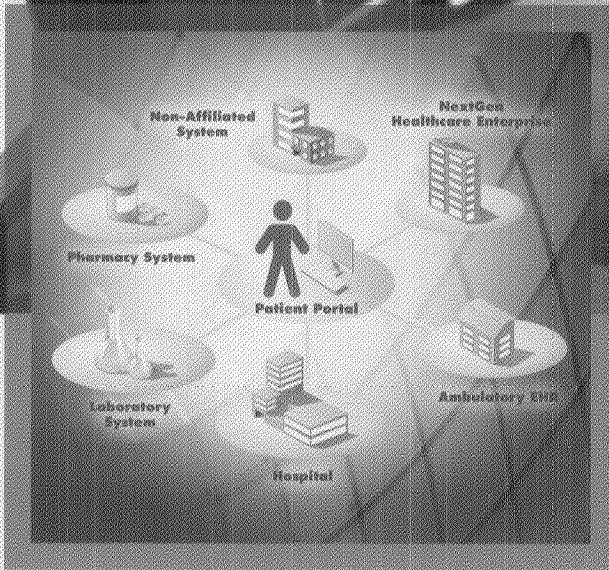 Non-Affiliated
System
NextGen
Healthcare Enterprise
Pharmacy System
Patient Portal
Laboratory
System
Ambulatory EHR
Hospital